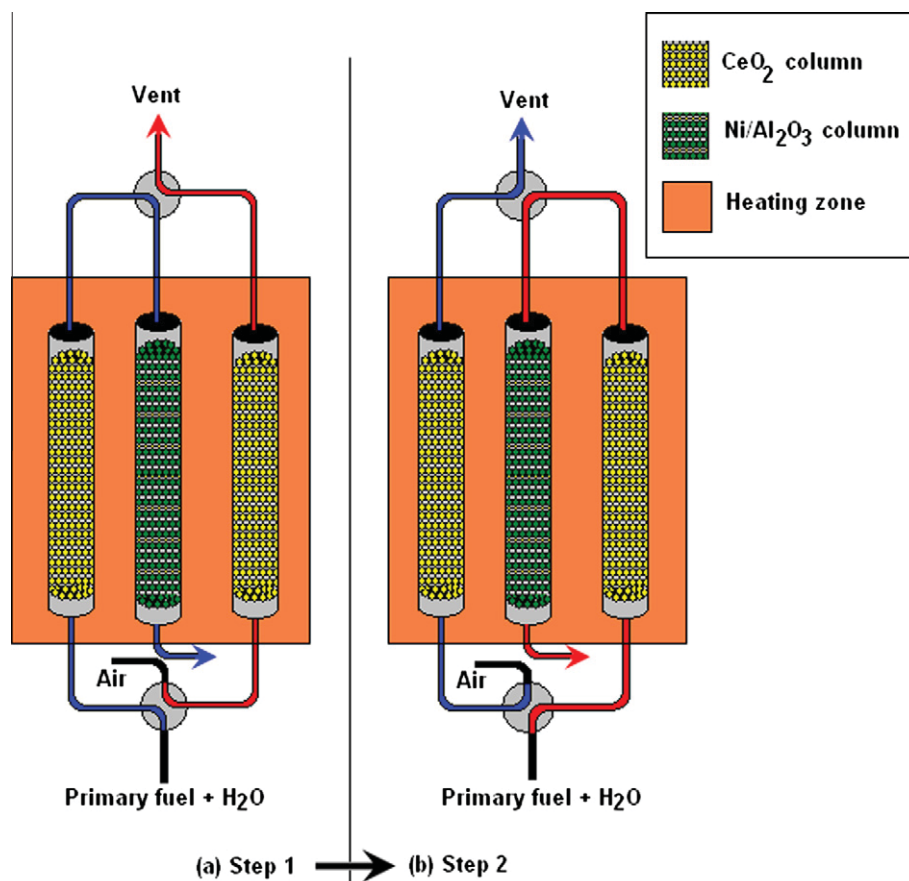 Vent
Vent
CeO2 column
Ni/Al2O3 column
Heating zone
Air
Air
Primary fuel + H2O
Primary fuel + H2O
(a) Step 1
(b) Step 2